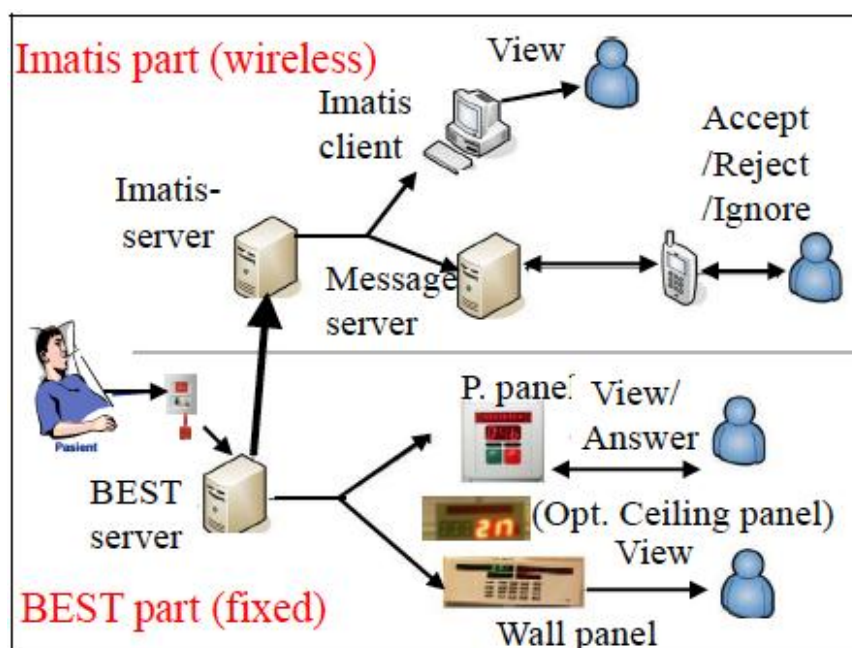 Imatis part (wireless)
View
Imatis
client
Accept
/Reject
/Ignore
Imatis-
server
Message
server
Pasient
P. panel
View/
Answer
BEST
server
(Opt. Ceiling panel)
View
BEST part (fixed)
Wall panel